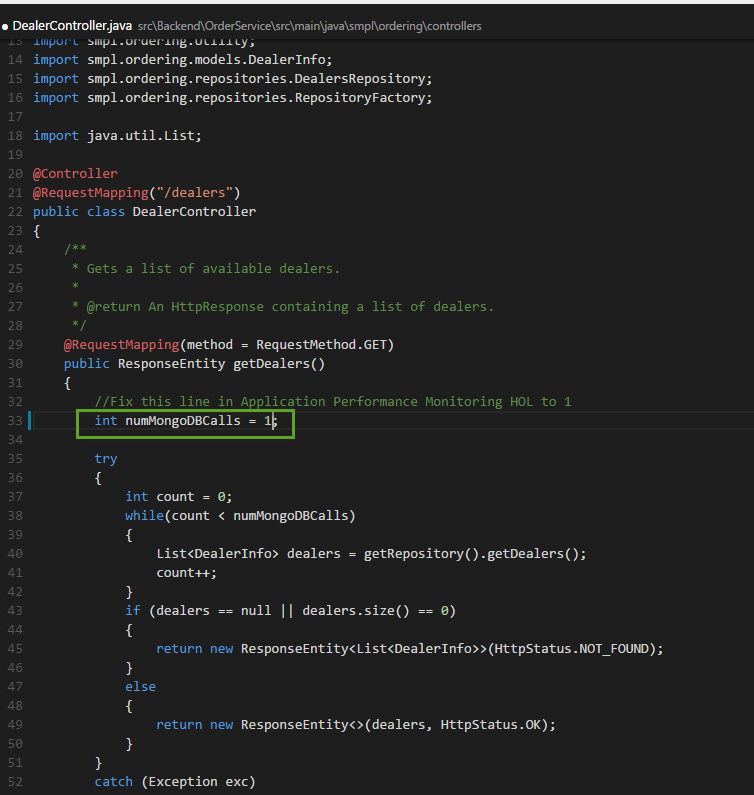 ● DealerController.java src\Backend\OrderService\src\main\java\smpl\ordering\controllers
13 import smpl.ordering.Utility;
14 import smpl.ordering.models.DealerInfo;
15 import smpl.ordering.repositories.DealersRepository;
16 import smpl.ordering.repositories.RepositoryFactory;
17
18 import java.util.List;
19
20 @Controller
21 @RequestMapping("/dealers")
22 public class DealerController
23 {
24     /**
25      * Gets a list of available dealers.
26      *
27      * @return An HttpResponse containing a list of dealers.
28      */
29     @RequestMapping(method = RequestMethod.GET)
30     public ResponseEntity getDealers()
31     {
32         //Fix this line in Application Performance Monitoring HOL to 1
33         int numMongoDBCalls = 1;
34
35         try
36         {
37             int count = 0;
38             while(count < numMongoDBCalls)
39             {
40                 List<DealerInfo> dealers = getRepository().getDealers();
41                 count++;
42             }
43             if (dealers == null || dealers.size() == 0)
44             {
45                 return new ResponseEntity<List<DealerInfo>>(HttpStatus.NOT_FOUND);
46             }
47             else
48             {
49                 return new ResponseEntity<>(dealers, HttpStatus.OK);
50             }
51         }
52         catch (Exception exc)